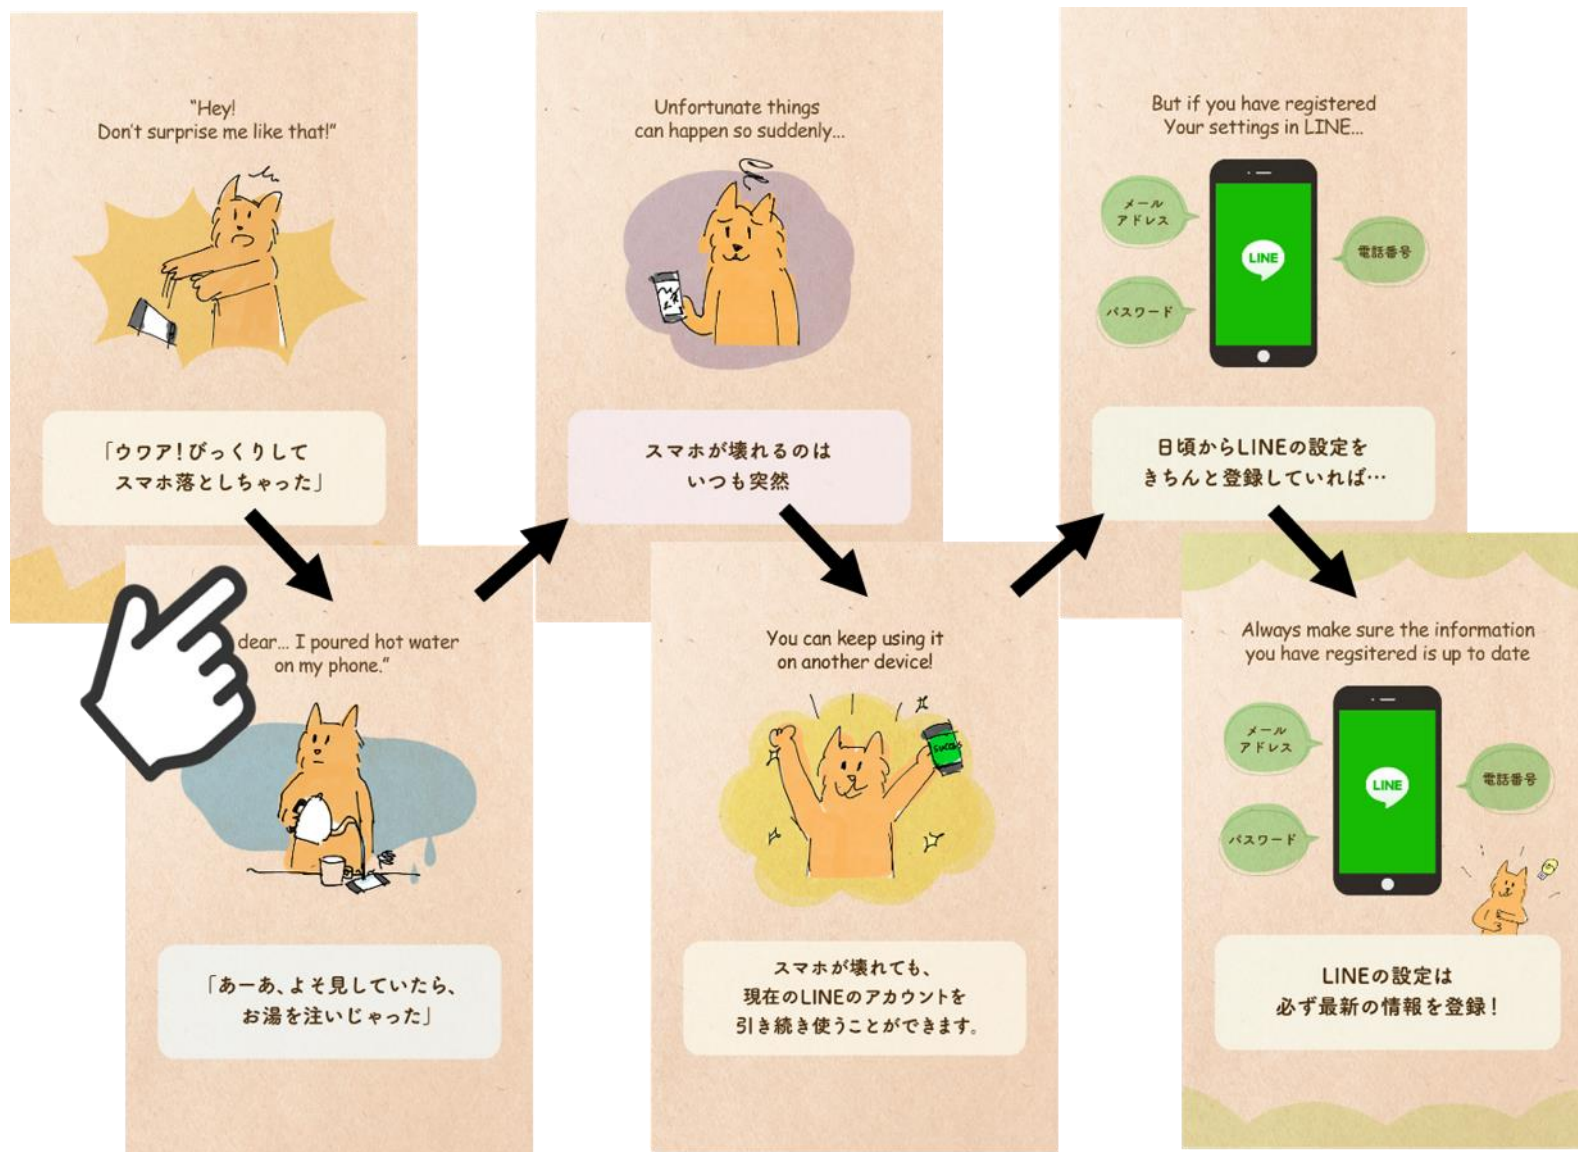 "Hey!
Don't surprise me like that!"
「ウワア!びっくりして
スマホ落としちゃった」
dear... I poured hot water
on my phone."
「あーあ、よそ見していたら、
お湯を注いじゃった」
Unfortunate things
can happen so suddenly...
スマホが壊れるのは
いつも突然
You can keep using it
on another device!
success
スマホが壊れても、
現在のLINEのアカウントを
引き続き使うことができます。
But if you have registered
Your settings in LINE...
メール
アドレス
電話番号
LINE
パスワード
日頃からLINEの設定を
きちんと登録していれば…
Always make sure the information
you have regsitered is up to date
メール
アドレス
電話番号
LINE
パスワード
LINEの設定は
必ず最新の情報を登録!